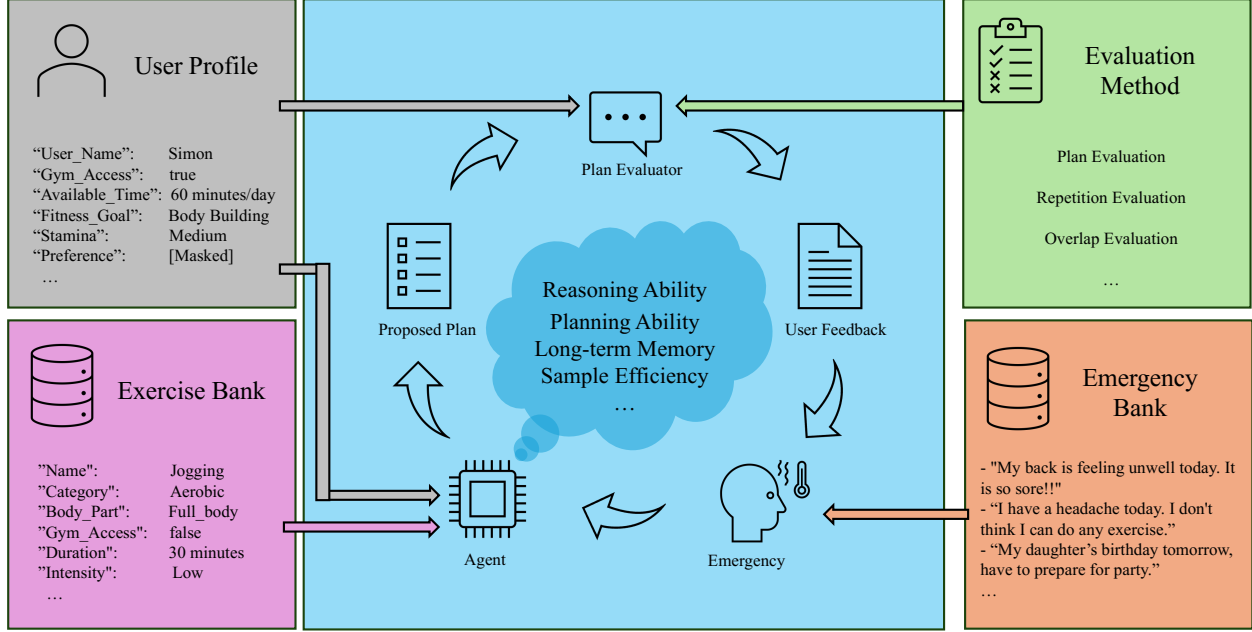 User Profile
“User_Name”: Simon
“Gym_Access”: true
“Available_Time”: 60 minutes/day
“Fitness_Goal”: Body Building
“Stamina”: Medium
“Preference”: [Masked]
…
Exercise Bank
”Name": Jogging
”Category": Aerobic
”Body_Part": Full_body
”Gym_Access": false
”Duration": 30 minutes
”Intensity": Low
…
Plan Evaluator
Proposed Plan
User Feedback
Reasoning Ability
Planning Ability
Long-term Memory
Sample Efficiency
…
Agent
Emergency
Evaluation
Method
Plan Evaluation
Repetition Evaluation
Overlap Evaluation
…
Emergency
Bank
- "My back is feeling unwell today. It
is so sore!!"
- “I have a headache today. I don't
think I can do any exercise.”
- “My daughter’s birthday tomorrow,
have to prepare for party.”
…